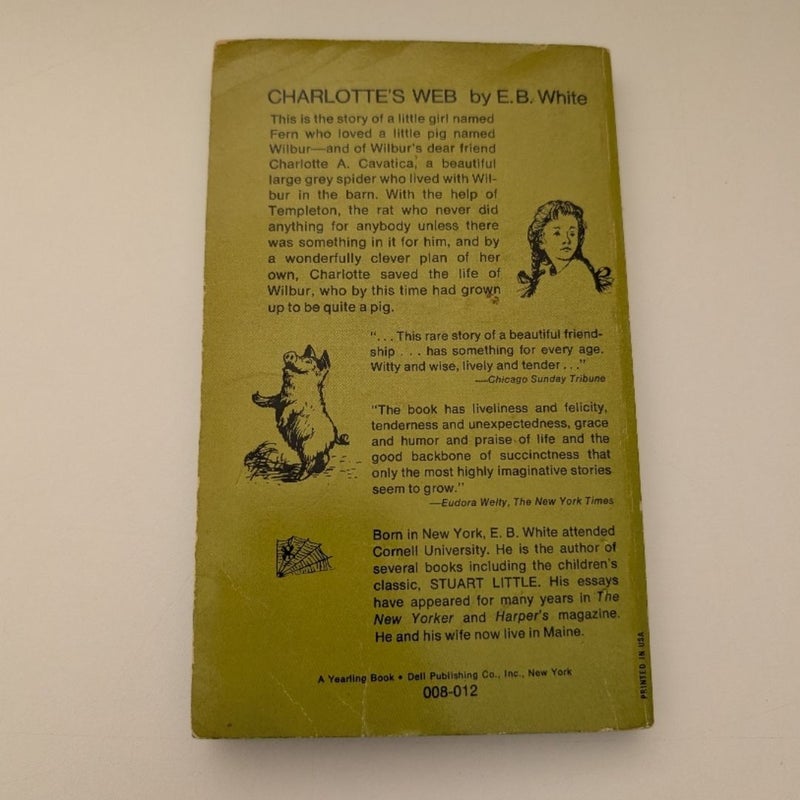 CHARLOTTE'S WEB by E. B. White
This is the story of a little girl named
Fern who loved a little pig named
Wilbur—and of Wilbur's dear friend
Charlotte A. Cavatica, a beautiful
large grey spider who lived with Wil-
bur in the barn. With the help of
Templeton, the rat who never did
anything for anybody unless there
was something in it for him, and by
a wonderfully clever plan of her
own, Charlotte saved the life of
Wilbur, who by this time had grown
up to be quite a pig.
". . . This rare story of a beautiful friend-
ship . . . has something for every age.
Witty and wise, lively and tender . . ."
—Chicago Sunday Tribune
"The book has liveliness and felicity,
tenderness and unexpectedness, grace
and humor and praise of life and the
good backbone of succinctness that
only the most highly imaginative stories
seem to grow."
—Eudora Welty, The New York Times
Born in New York, E. B. White attended
Cornell University. He is the author of
several books including the children's
classic, STUART LITTLE. His essays
have appeared for many years in The
New Yorker and Harper's magazine.
He and his wife now live in Maine.
A Yearling Book • Dell Publishing Co., Inc., New York
008-012
PRINTED IN USA